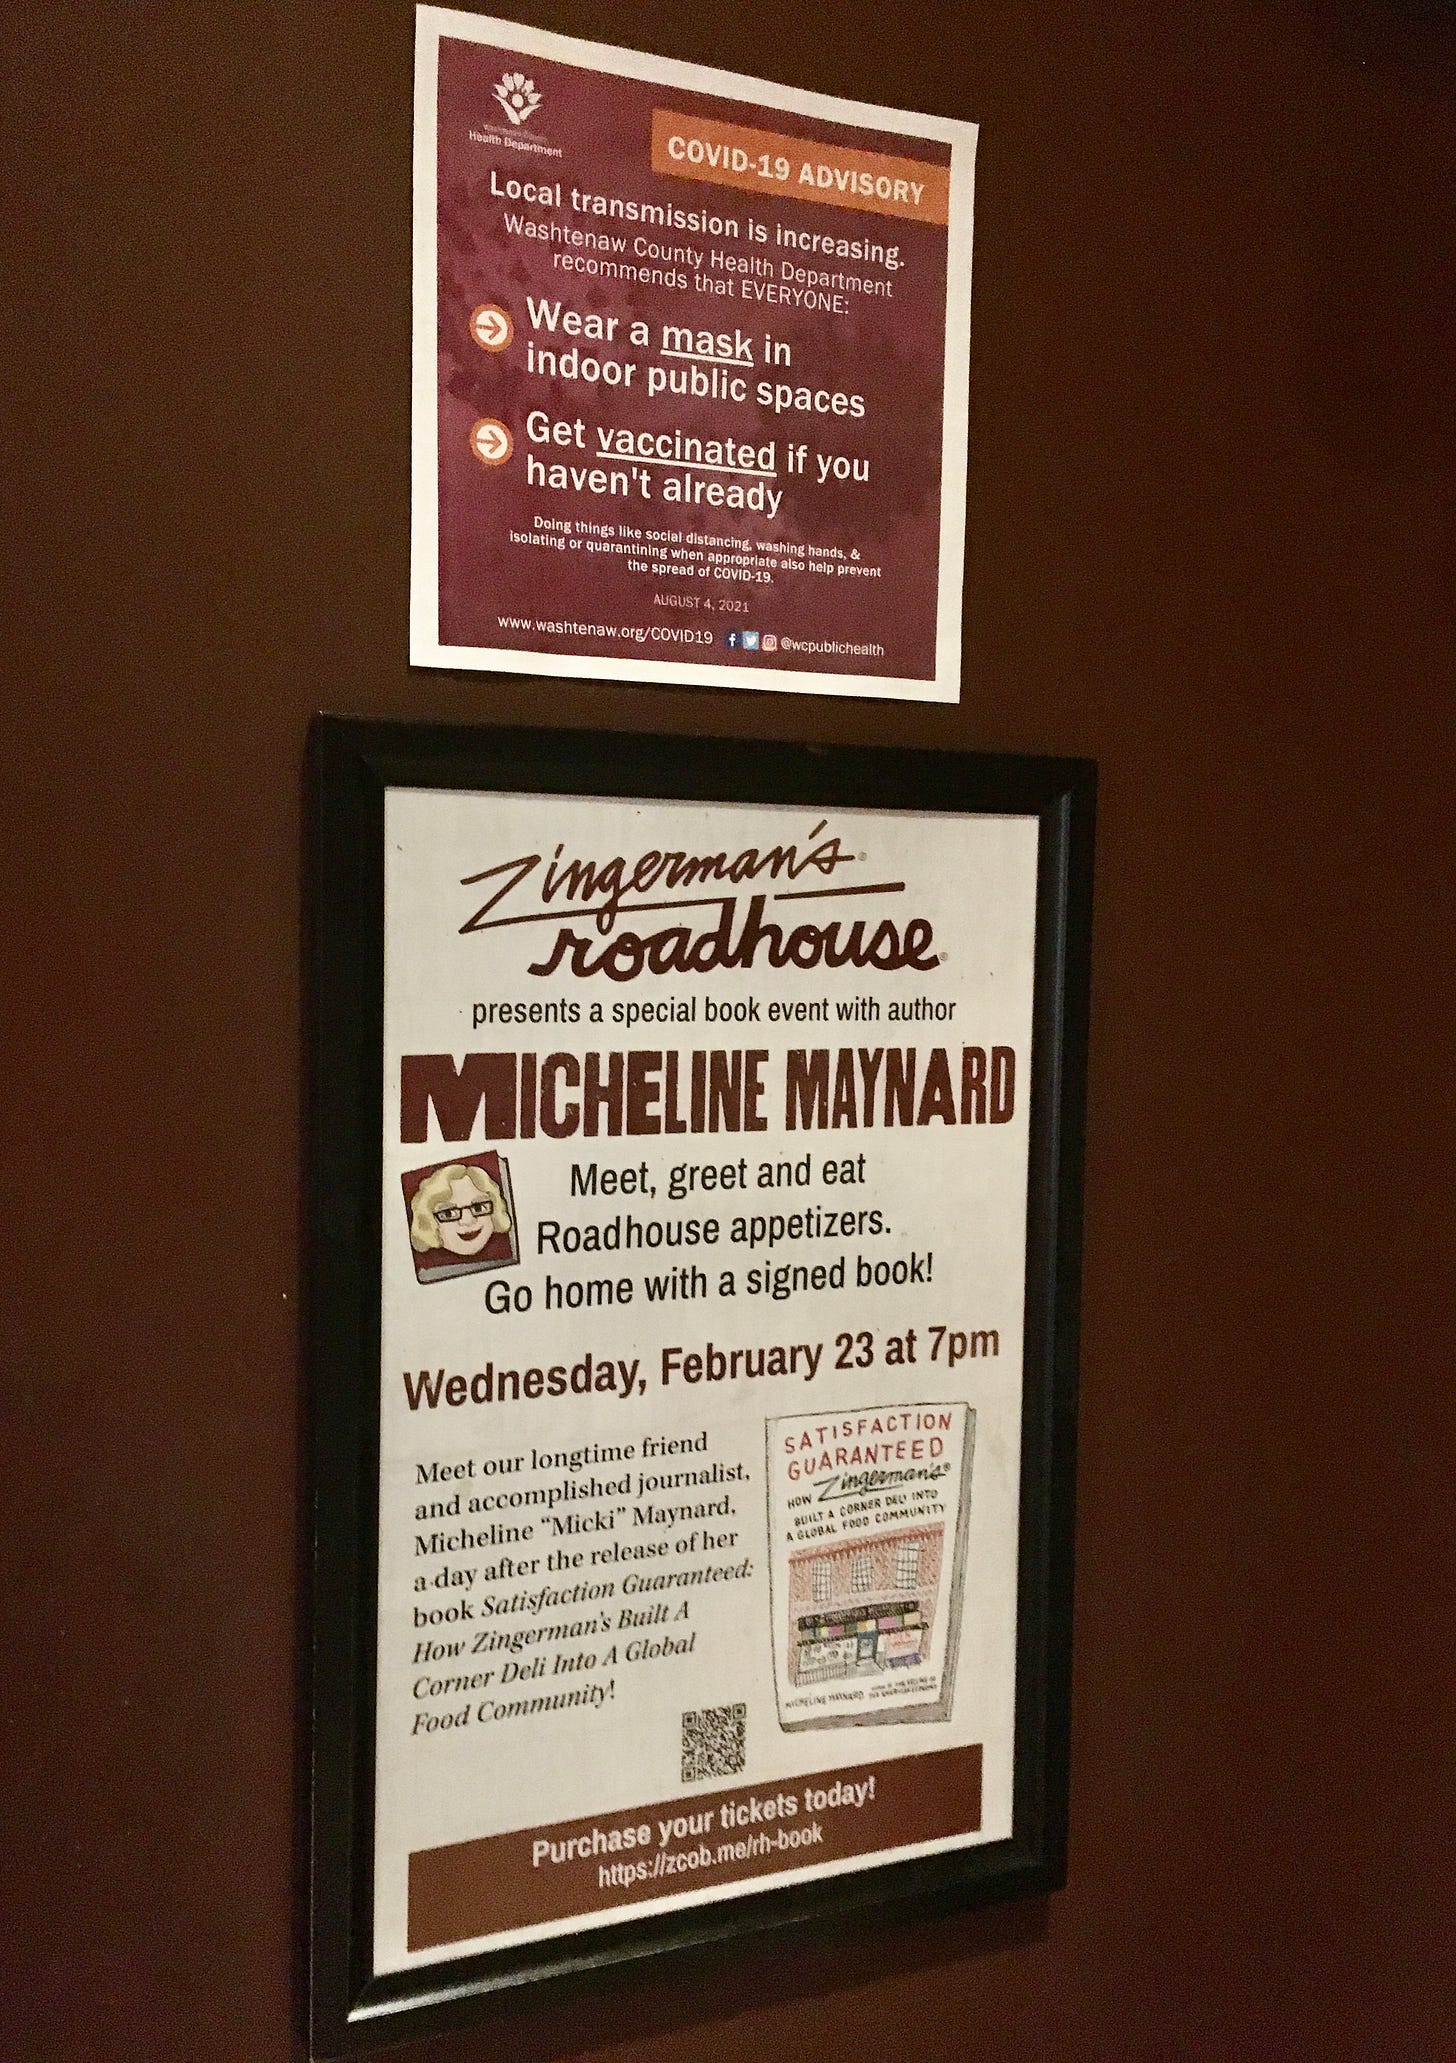 Washtenaw County
Health Department
COVID-19 ADVISORY
Local transmission is increasing.
Washtenaw County Health Department
recommends that EVERYONE:
Wear a mask in
indoor public spaces
Get vaccinated if you
haven't already
Doing things like social distancing, washing hands, &
isolating or quarantining when appropriate also help prevent
the spread of COVID-19.
AUGUST 4, 2021
www.washtenaw.org/COVID19 @wcpublichealth
Zingerman's®
roadhouse®
presents a special book event with author
MICHELINE MAYNARD
Meet, greet and eat
Roadhouse appetizers.
Go home with a signed book!
Wednesday, February 23 at 7pm
Meet our longtime friend
and accomplished journalist,
Micheline “Micki” Maynard,
a day after the release of her
book Satisfaction Guaranteed:
How Zingerman's Built A
Corner Deli Into A Global
Food Community!
SATISFACTION
GUARANTEED
HOW Zingerman's®
BUILT A CORNER DELI INTO
A GLOBAL FOOD COMMUNITY
MICHELINE MAYNARD
Purchase your tickets today!
https://zcob.me/rh-book